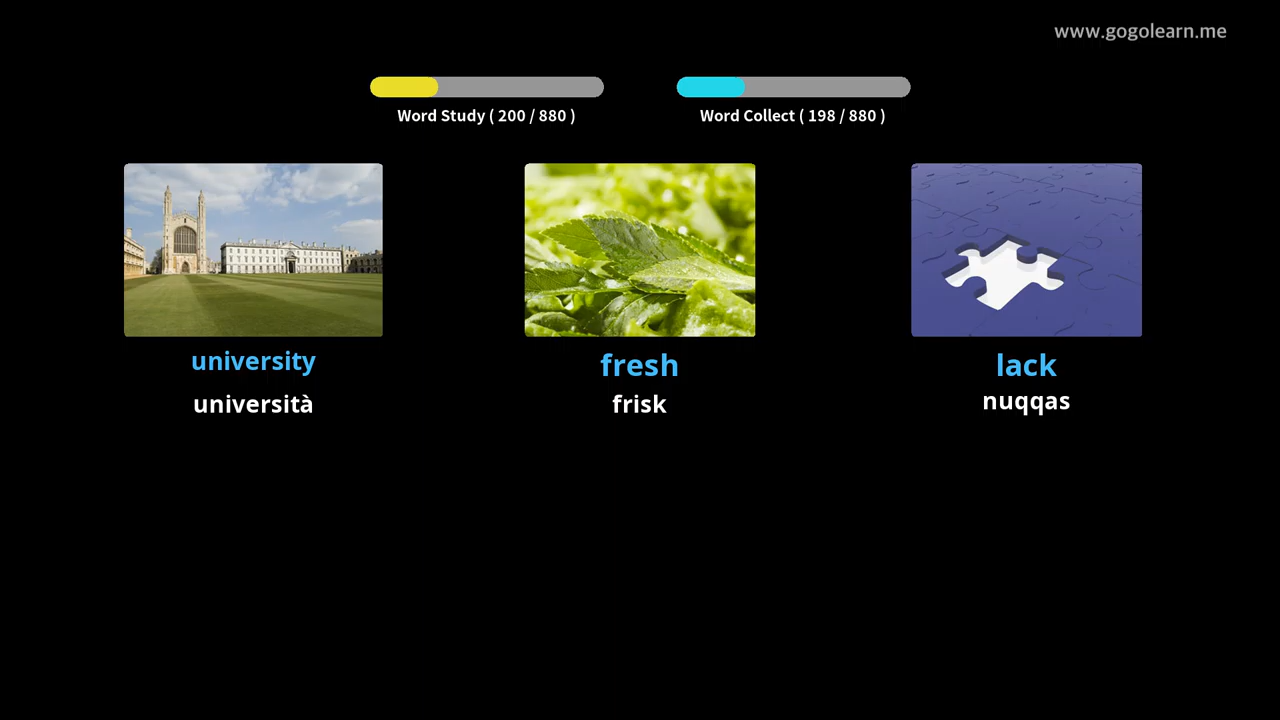 www.gogolearn.me
Word Study ( 200 / 880 )
Word Collect ( 198 / 880 )
university
università
fresh
frisk
lack
nuqqas